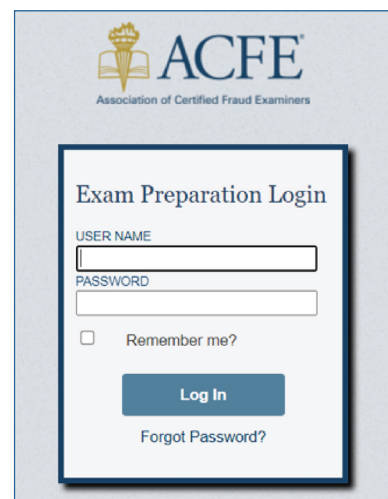 ACFE
Association of Certified Fraud Examiners
Exam Preparation Login
USER NAME
PASSWORD
Remember me?
Log In
Forgot Password?